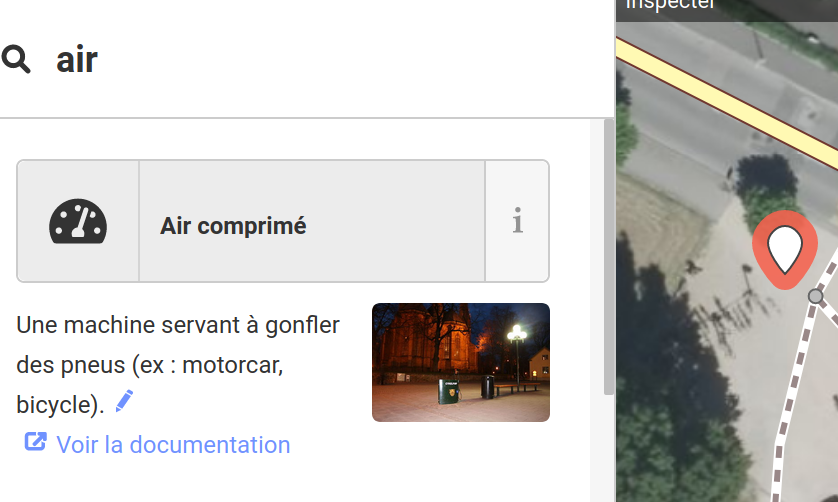 Inspecter
air
Air comprimé
i
Une machine servant à gonfler
des pneus (ex : motorcar,
bicycle).
Voir la documentation